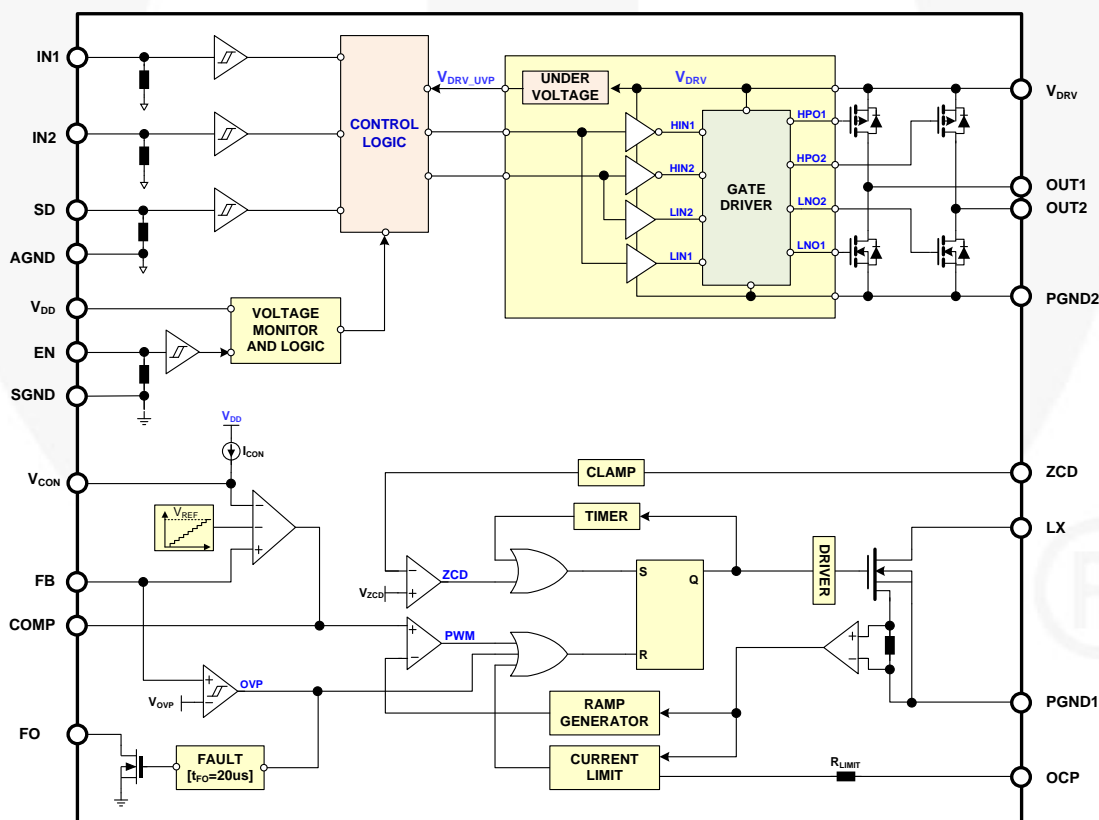 IN1
IN2
SD
AGND
VDD
EN
SGND
VCON
FB
COMP
FO
CONTROL
LOGIC
VOLTAGE
MONITOR
AND LOGIC
VDRV_UVP
UNDER
VOLTAGE
VDRV
HIN1
HIN2
LIN2
LIN1
GATE
DRIVER
HPO1
HPO2
LNO2
LNO1
VDRV
OUT1
OUT2
PGND2
VDD
ICON
VREF
−
−
+
CLAMP
TIMER
−
+
ZCD
VZCD
S
Q
R
DRIVER
+
−
+
−
PWM
+
−
OVP
VOVP
RAMP
GENERATOR
CURRENT
LIMIT
RLIMIT
FAULT
[tFO=20us]
ZCD
LX
PGND1
OCP
R